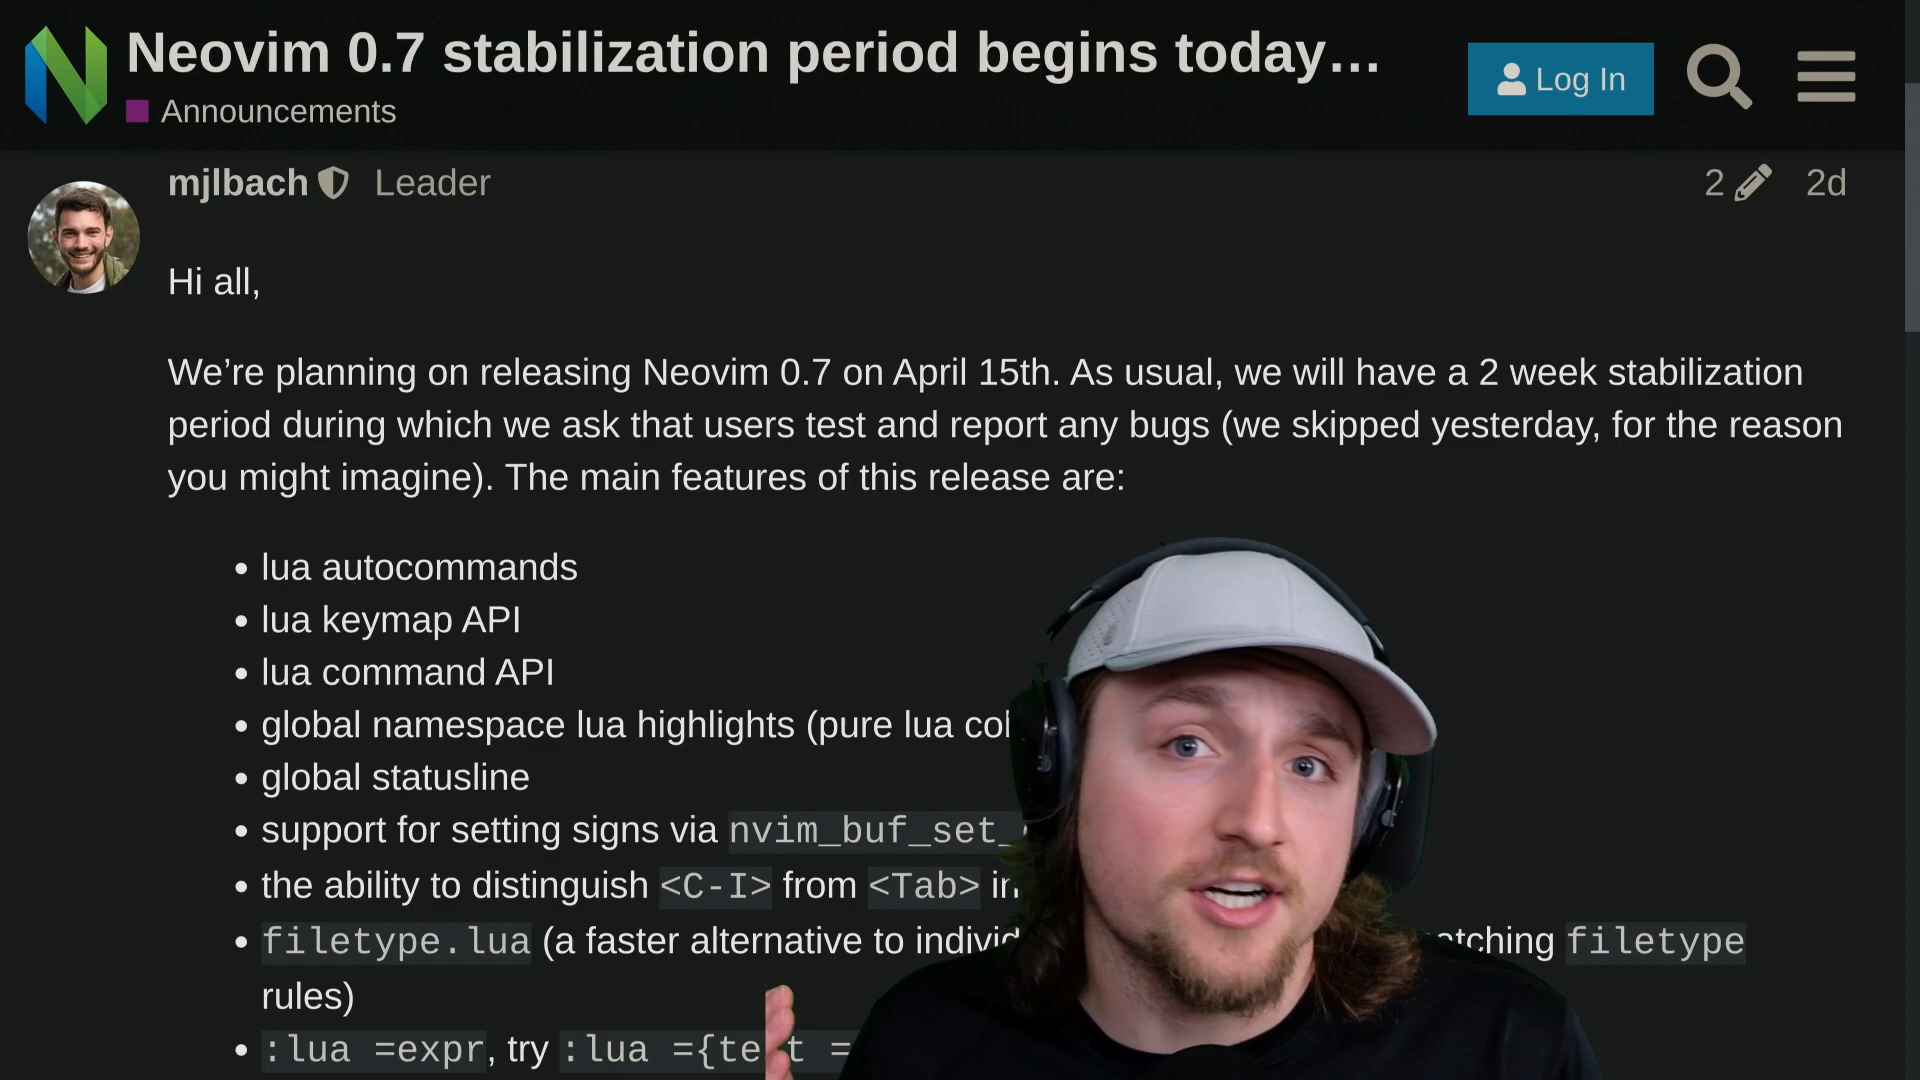 Neovim 0.7 stabilization period begins today…
Announcements
Log In
mjlbach Leader 2 2d
Hi all,
We’re planning on releasing Neovim 0.7 on April 15th. As usual, we will have a 2 week stabilization
period during which we ask that users test and report any bugs (we skipped yesterday, for the reason
you might imagine). The main features of this release are:
• lua autocommands
• lua keymap API
• lua command API
• global namespace lua highlights (pure lua
• global statusline
• support for setting signs via nvim_buf_set_
• the ability to distinguish <C-I> from <Tab>
• filetype.lua (a faster alternative to filetype
rules)
• :lua =expr, try :lua =